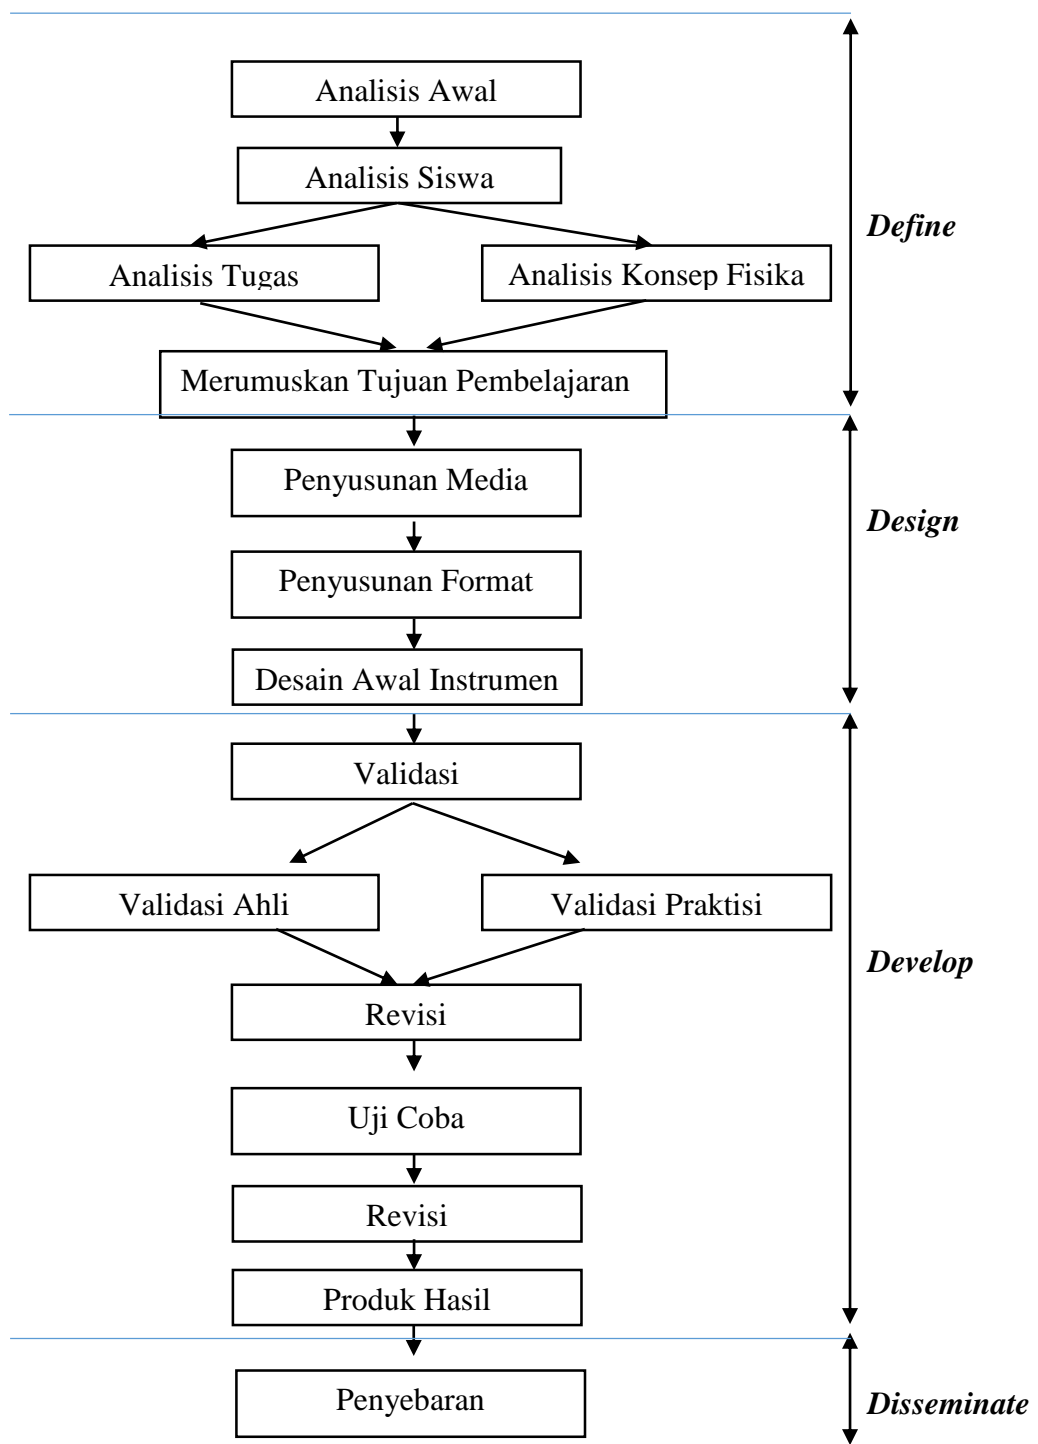 Analisis Awal
Analisis Siswa
Define
Analisis Tugas
Analisis Konsep Fisika
Merumuskan Tujuan Pembelajaran
Penyusunan Media
Design
Penyusunan Format
Desain Awal Instrumen
Validasi
Validasi Ahli
Validasi Praktisi
Develop
Revisi
Uji Coba
Revisi
Produk Hasil
Penyebaran
Disseminate